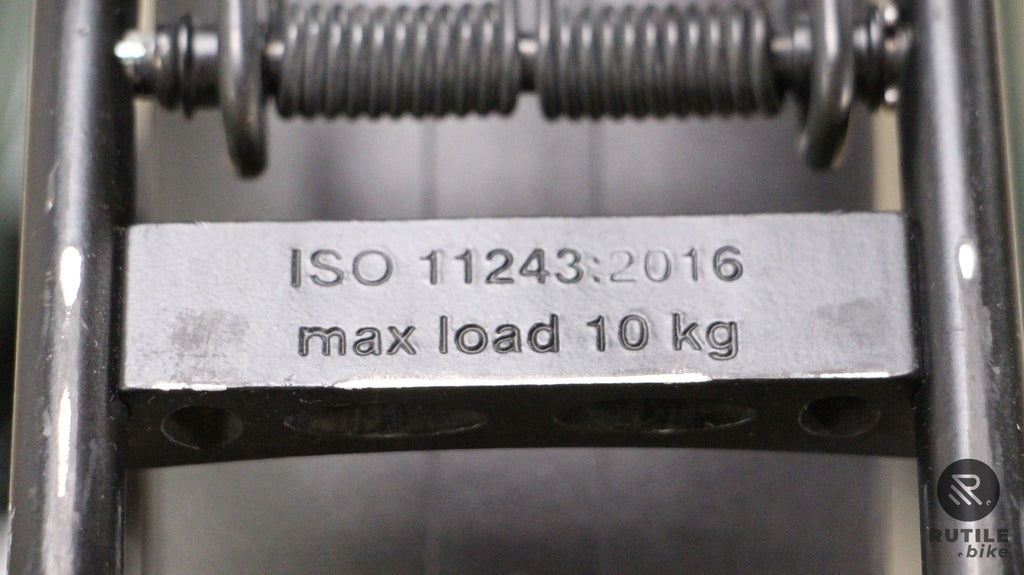 ISO 11243:2016
max load 10 kg
R
RUTILE
.bike